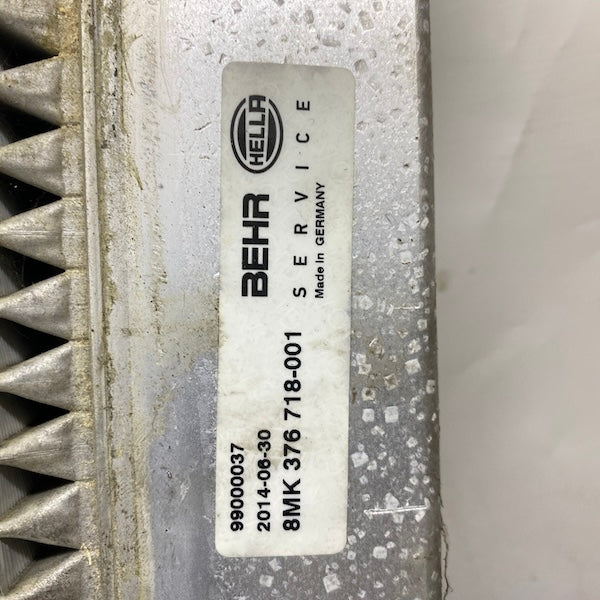 BEHR HELLA
SERVICE
Made In GERMANY
99000037
2014-06-30
8MK 376 718-001